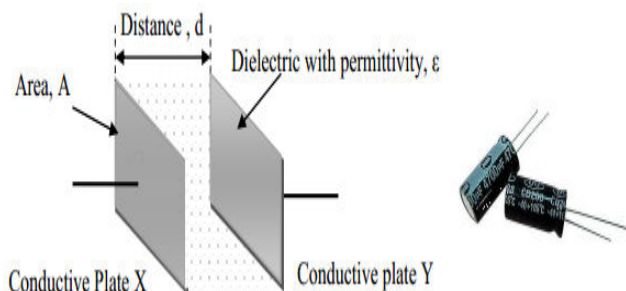 Distance , d
Dielectric with permittivity, ε
Area, A
Conductive Plate X
Conductive plate Y